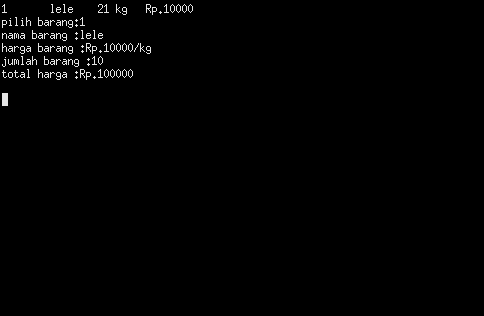 1 lele 21 kg Rp.10000
pilih barang:1
nama barang :lele
harga barang :Rp.10000/kg
jumlah barang :10
total harga :Rp.100000